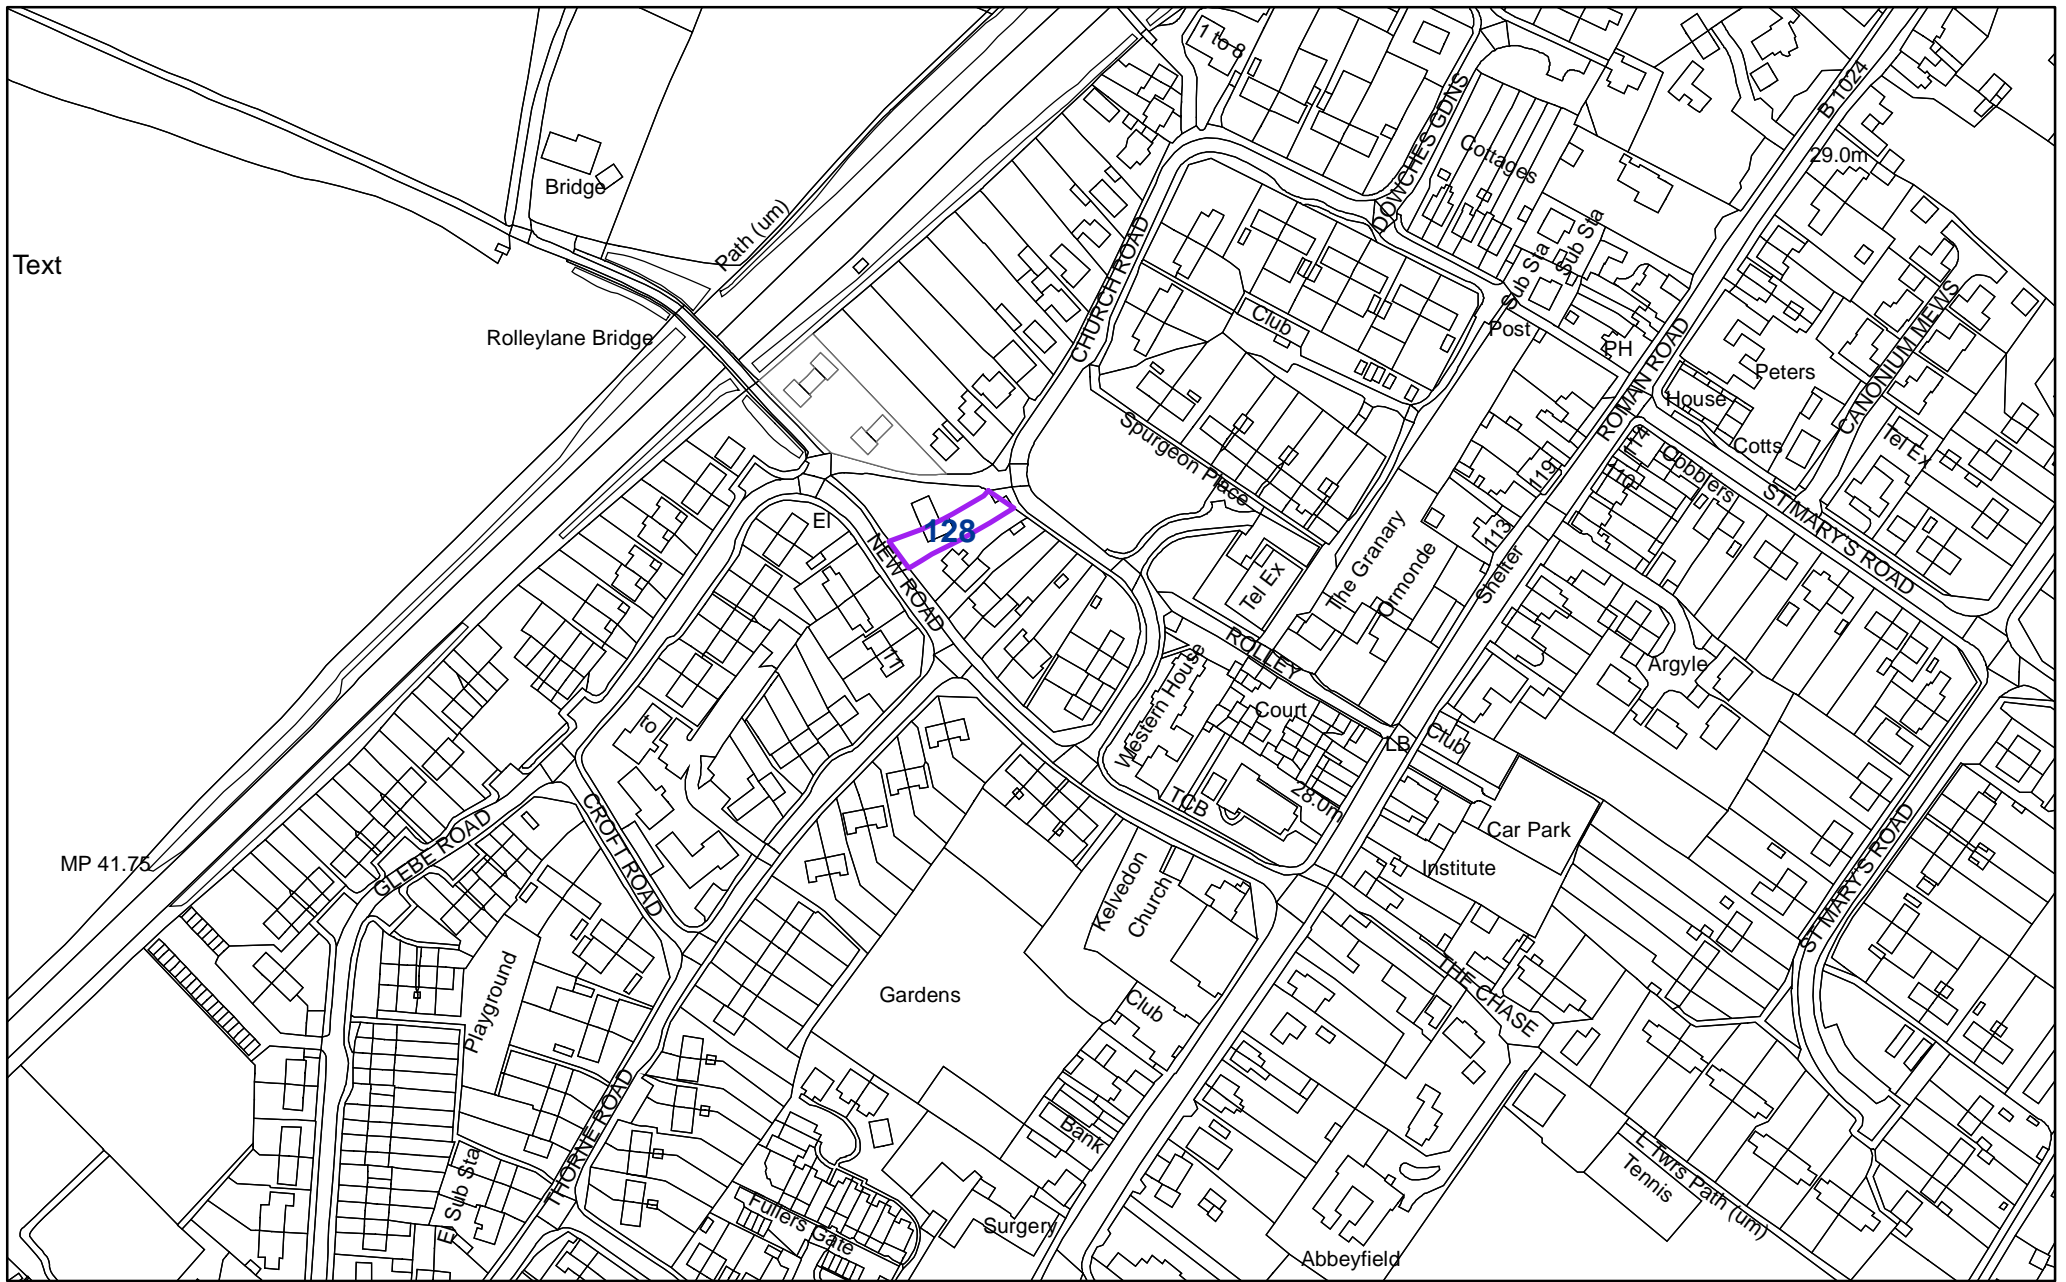 1 to 8
B 1024
DOWCHES GDNS
Cottages
29.0m
Bridge
Path (um)
Text
CHURCH ROAD
Sub Sta
Sub Sta
Club
Post
Rolleylane Bridge
PH
ROMAN ROAD
CANONIUM MEWS
Peters
House
Spurgeon Place
Cotts
114
Tel Ex
Cobblers
110
119
ST MARY'S ROAD
El
128
NEW ROAD
113
The Granary
Ormonde
Shelter
Tel Ex
ROLLEY
11
Argyle
Western House
Court
to
LB
Club
TCB
28.0m
Car Park
CROFT ROAD
GLEBE ROAD
MP 41.75
Institute
Kelvedon
Church
ST MARY'S ROAD
Playground
Gardens
Club
THE CHASE
THORNE ROAD
Bank
El Sub Sta
L Twrs Path (um)
Tennis
Fullers Gate
Surgery
Abbeyfield